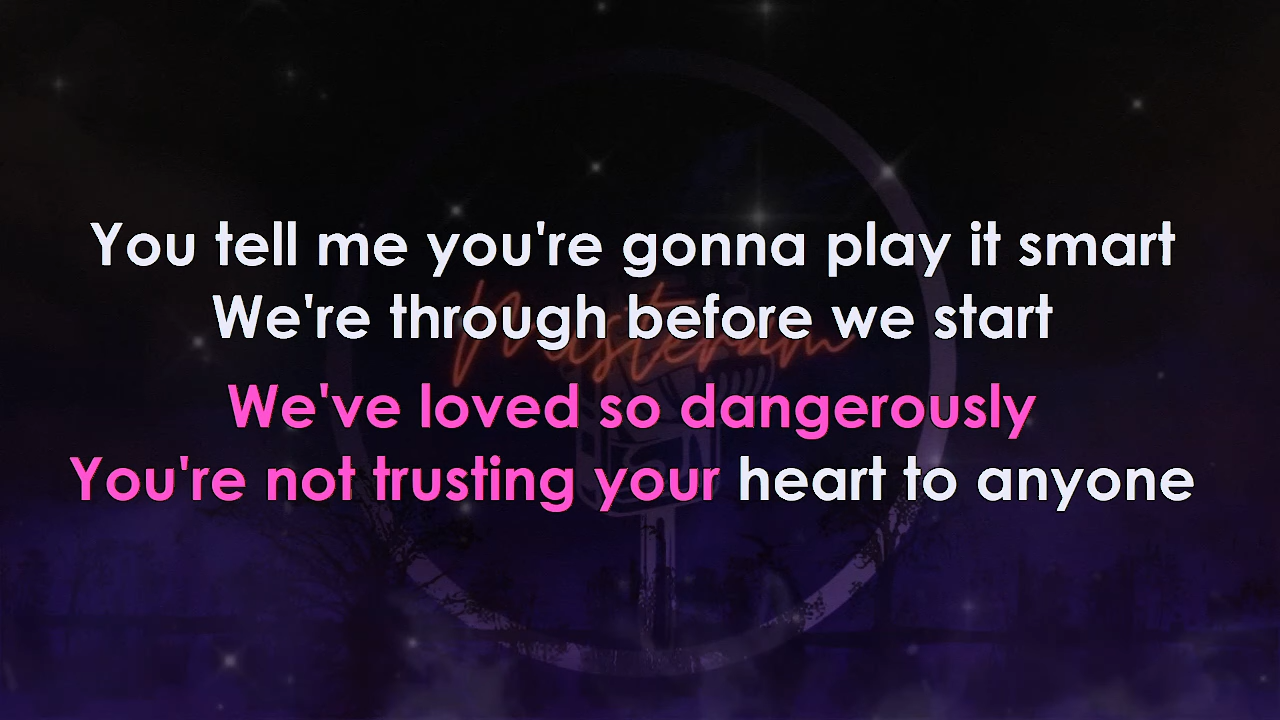 You tell me you're gonna play it smart
We're through before we start
Misterdm
We've loved so dangerously
You're not trusting your heart to anyone